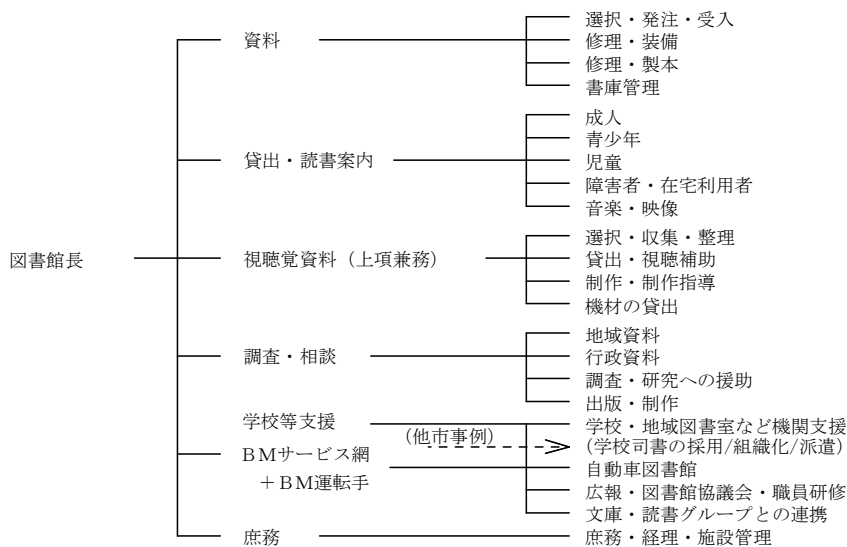 図書館長
資料
選択・発注・受入
修理・装備
修理・製本
書庫管理
貸出・読書案内
成人
青少年
児童
障害者・在宅利用者
音楽・映像
視聴覚資料（上項兼務）
選択・収集・整理
貸出・視聴補助
制作・制作指導
機材の貸出
調査・相談
地域資料
行政資料
調査・研究への援助
出版・制作
学校等支援
BMサービス網
＋BM運転手
(他市事例)
学校・地域図書室など機関支援
(学校司書の採用/組織化/派遣)
自動車図書館
広報・図書館協議会・職員研修
文庫・読書グループとの連携
庶務
庶務・経理・施設管理